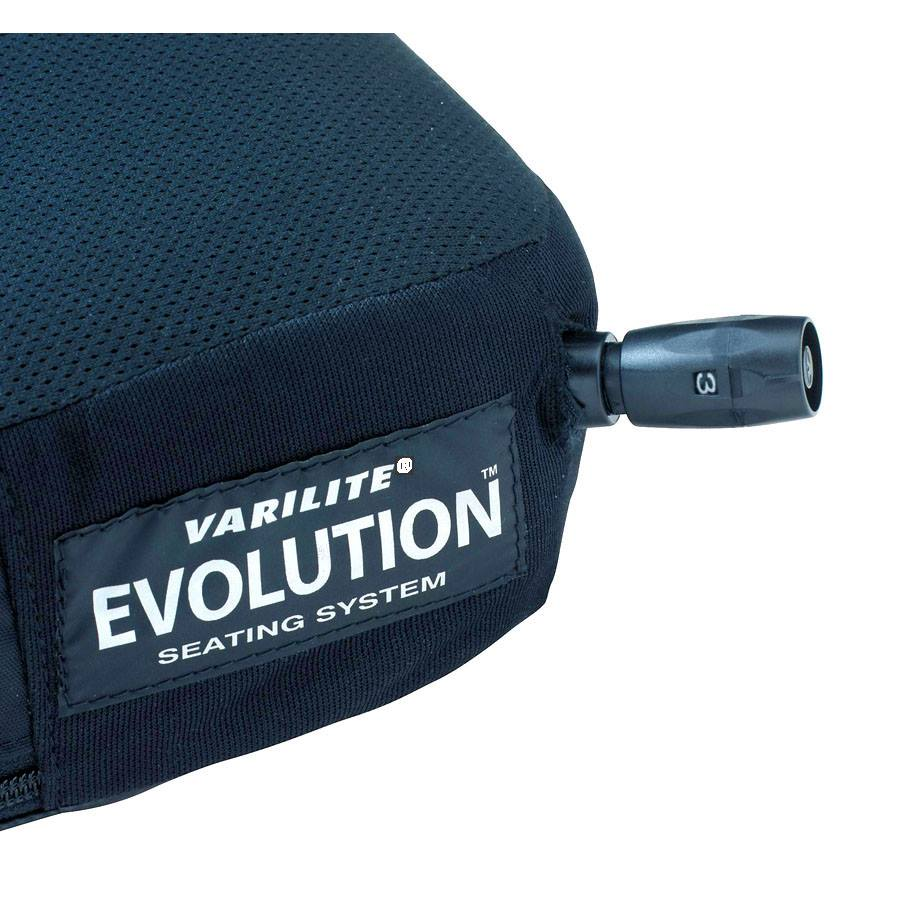 VARILITE®
EVOLUTION™
SEATING SYSTEM
3